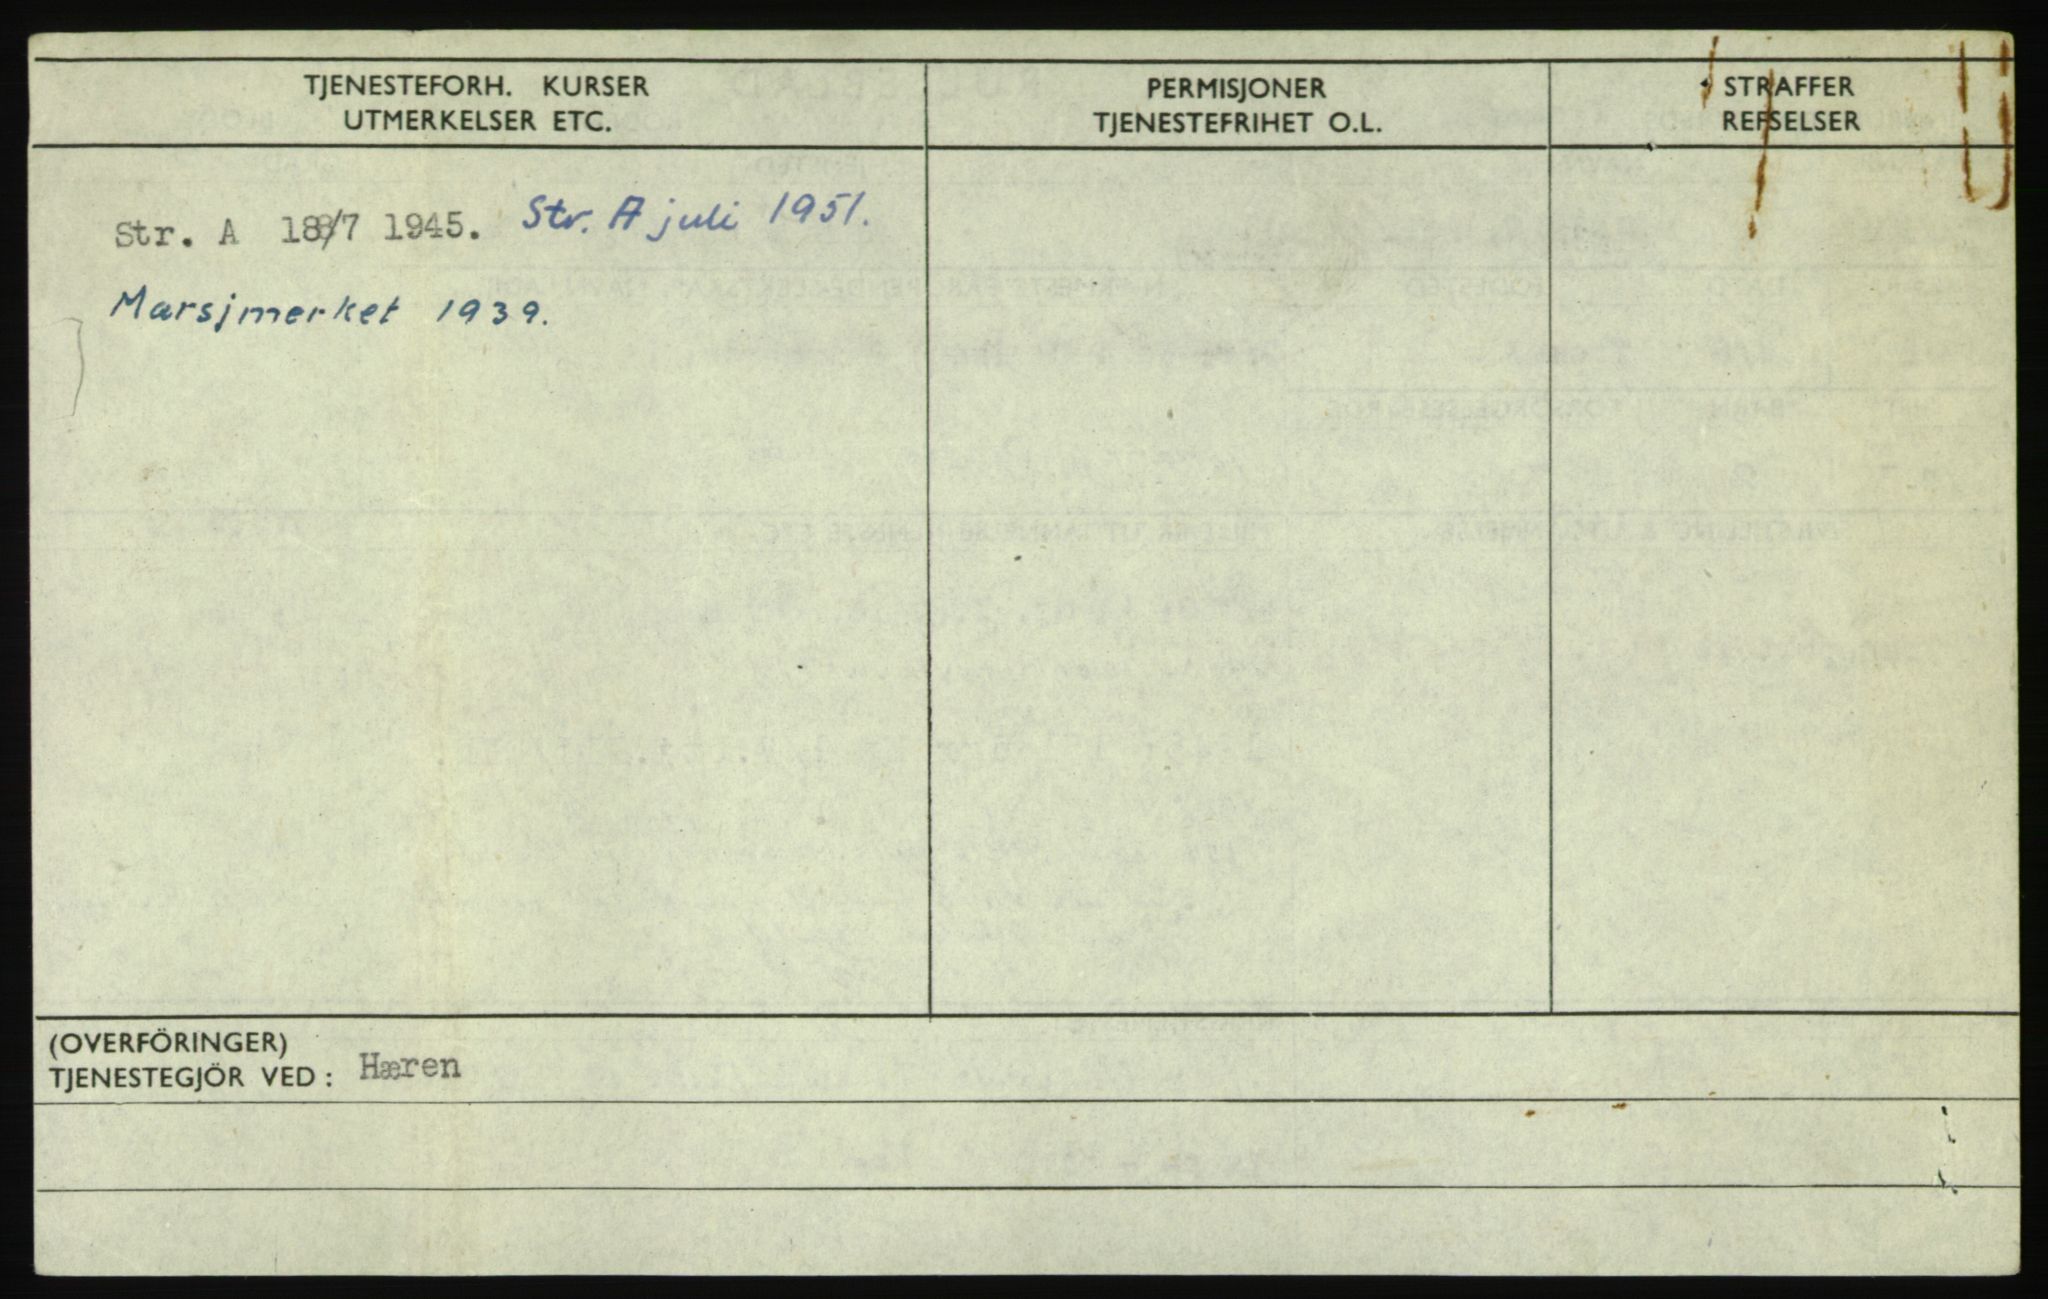 TJENESTEFORH. KURSER
UTMERKELSER ETC.
PERMISJONER
TJENESTEFRIHET O.L.
STRAFFER
REFSELSER
Str. A 18/7 1945. Str. A juli 1951.
Marsjmerket 1939.
(OVERFÖRINGER)
TJENESTEGJÖR VED: Hæren